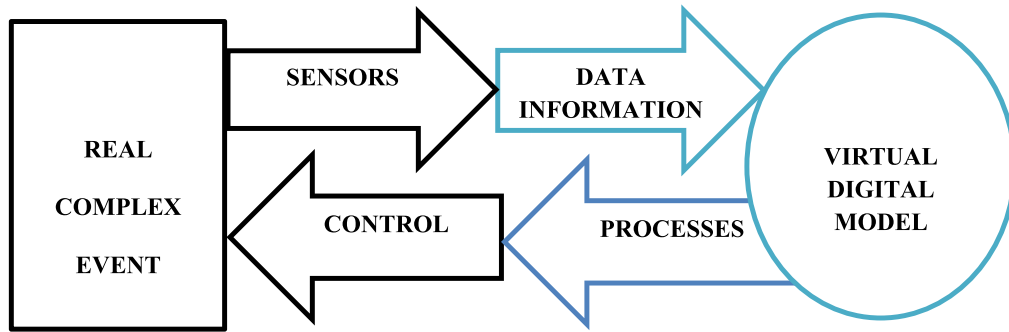 REAL
COMPLEX
EVENT
SENSORS
DATA
INFORMATION
VIRTUAL
DIGITAL
MODEL
CONTROL
PROCESSES